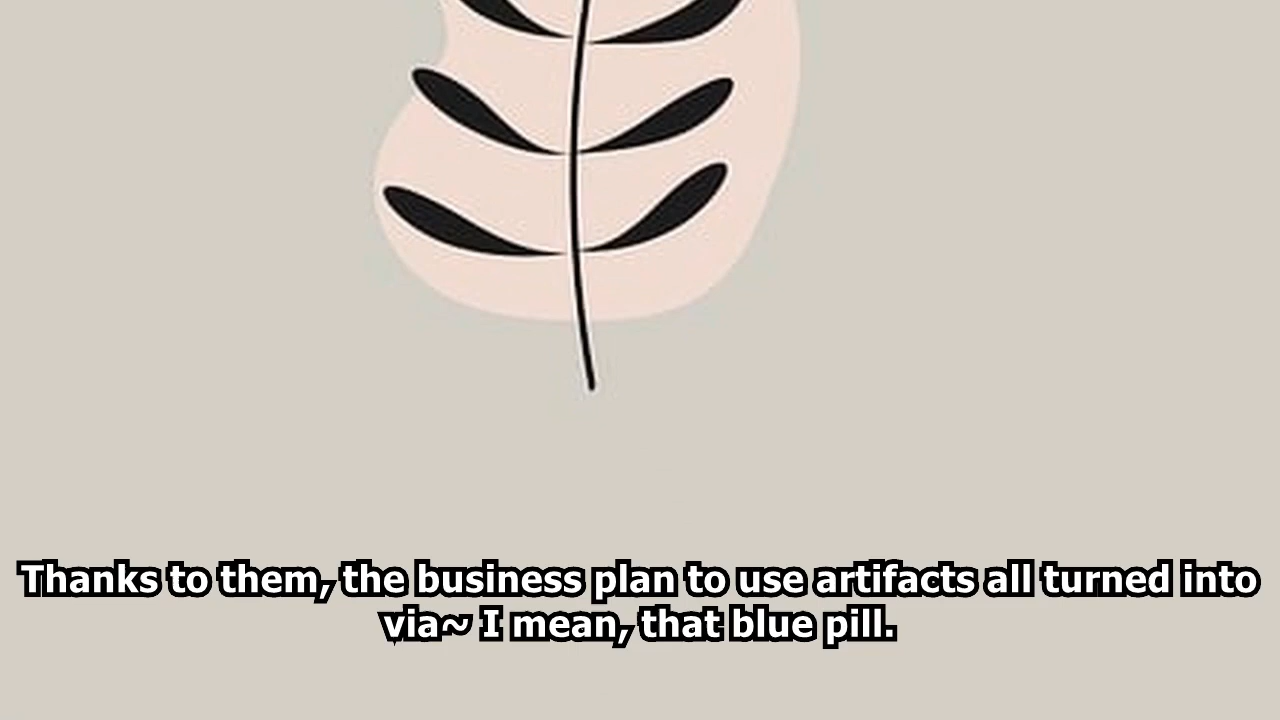 Thanks to them, the business plan to use artifacts all turned into
via~ I mean, that blue pill.